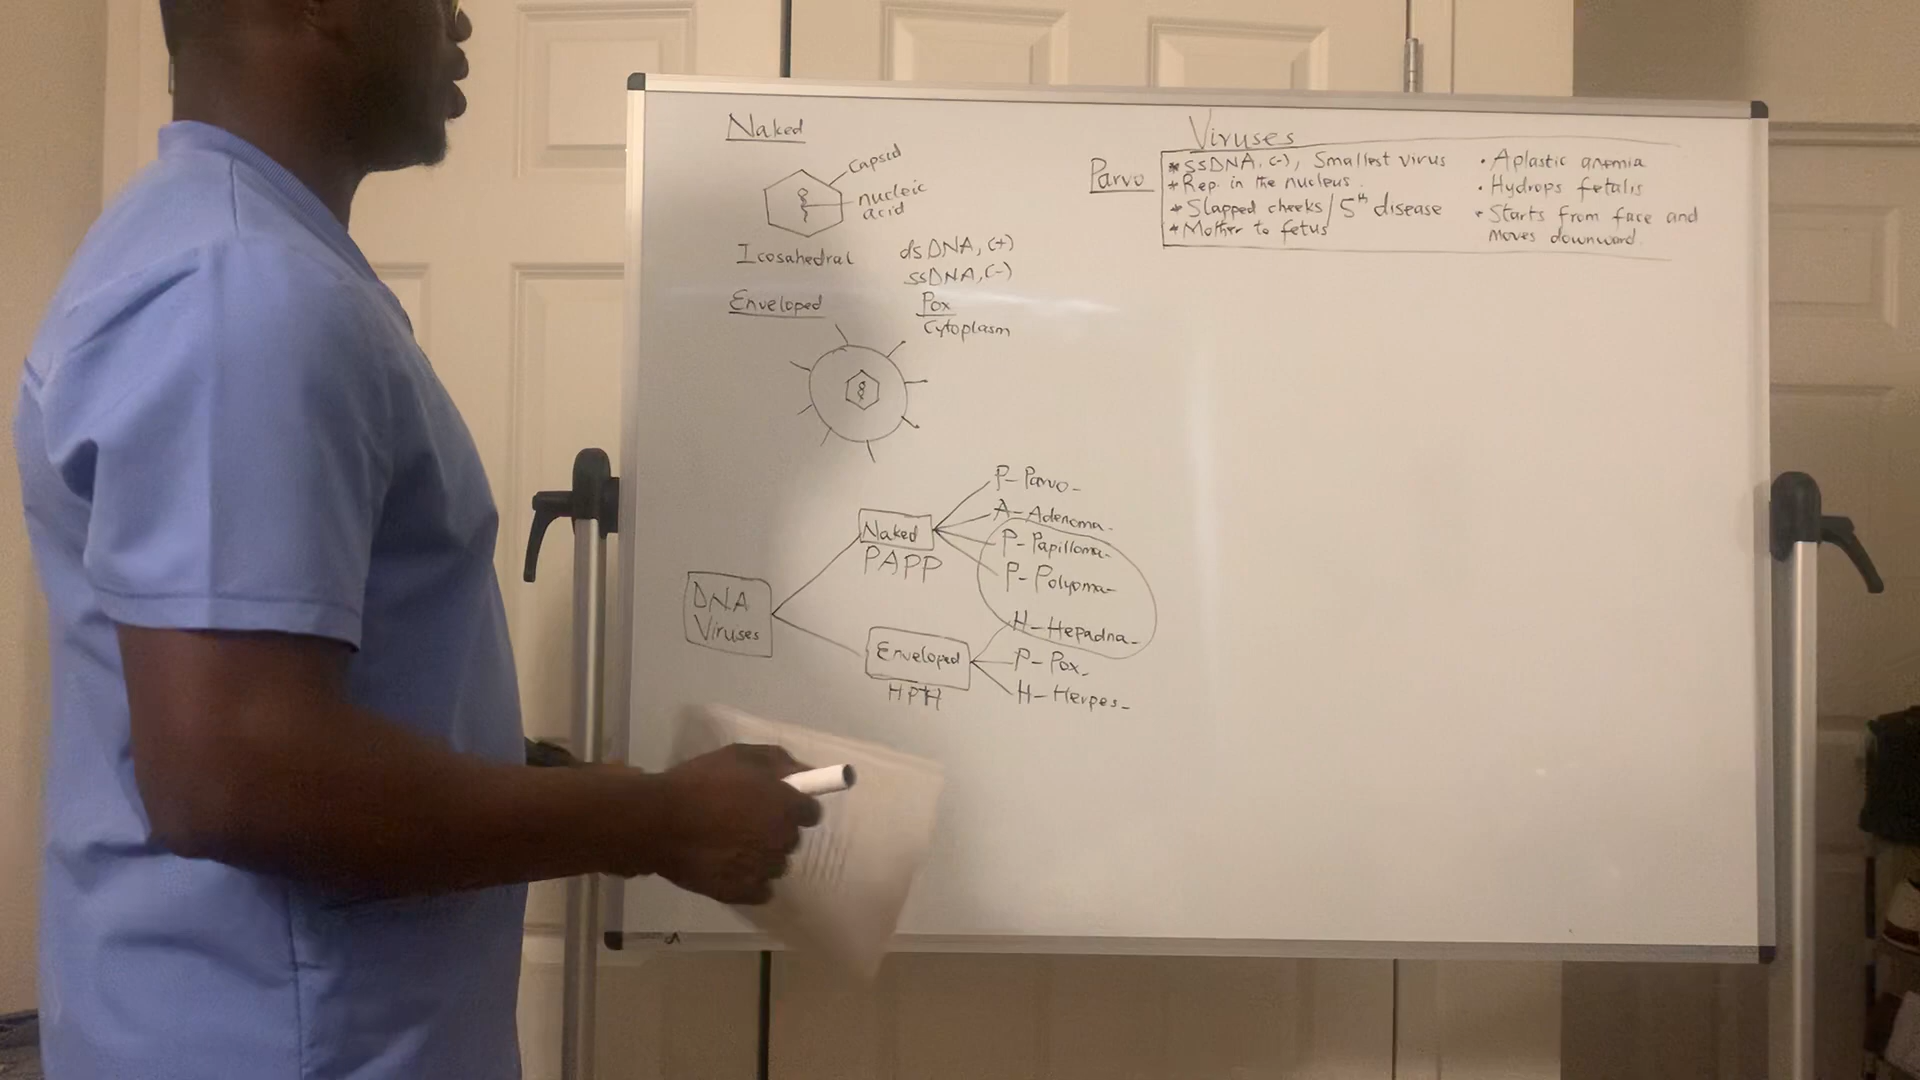 Naked
Capsid
nucleic
acid
Icosahedral
dsDNA, (+)
ssDNA, (-)
Enveloped
Pox
Cytoplasm
Viruses
Parvo
* ssDNA, (-), Smallest virus
* Rep. in the nucleus.
* Slapped cheeks / 5th disease
* Mother to fetus
• Aplastic anemia
• Hydrops fetalis
• Starts from face and
moves downward.
DNA
Viruses
Naked
PAPP
P- Parvo-
A- Adenoma-
P- Papilloma-
P- Polyoma-
Enveloped
HPH
H- Hepadna-
P- Pox-
H- Herpes-